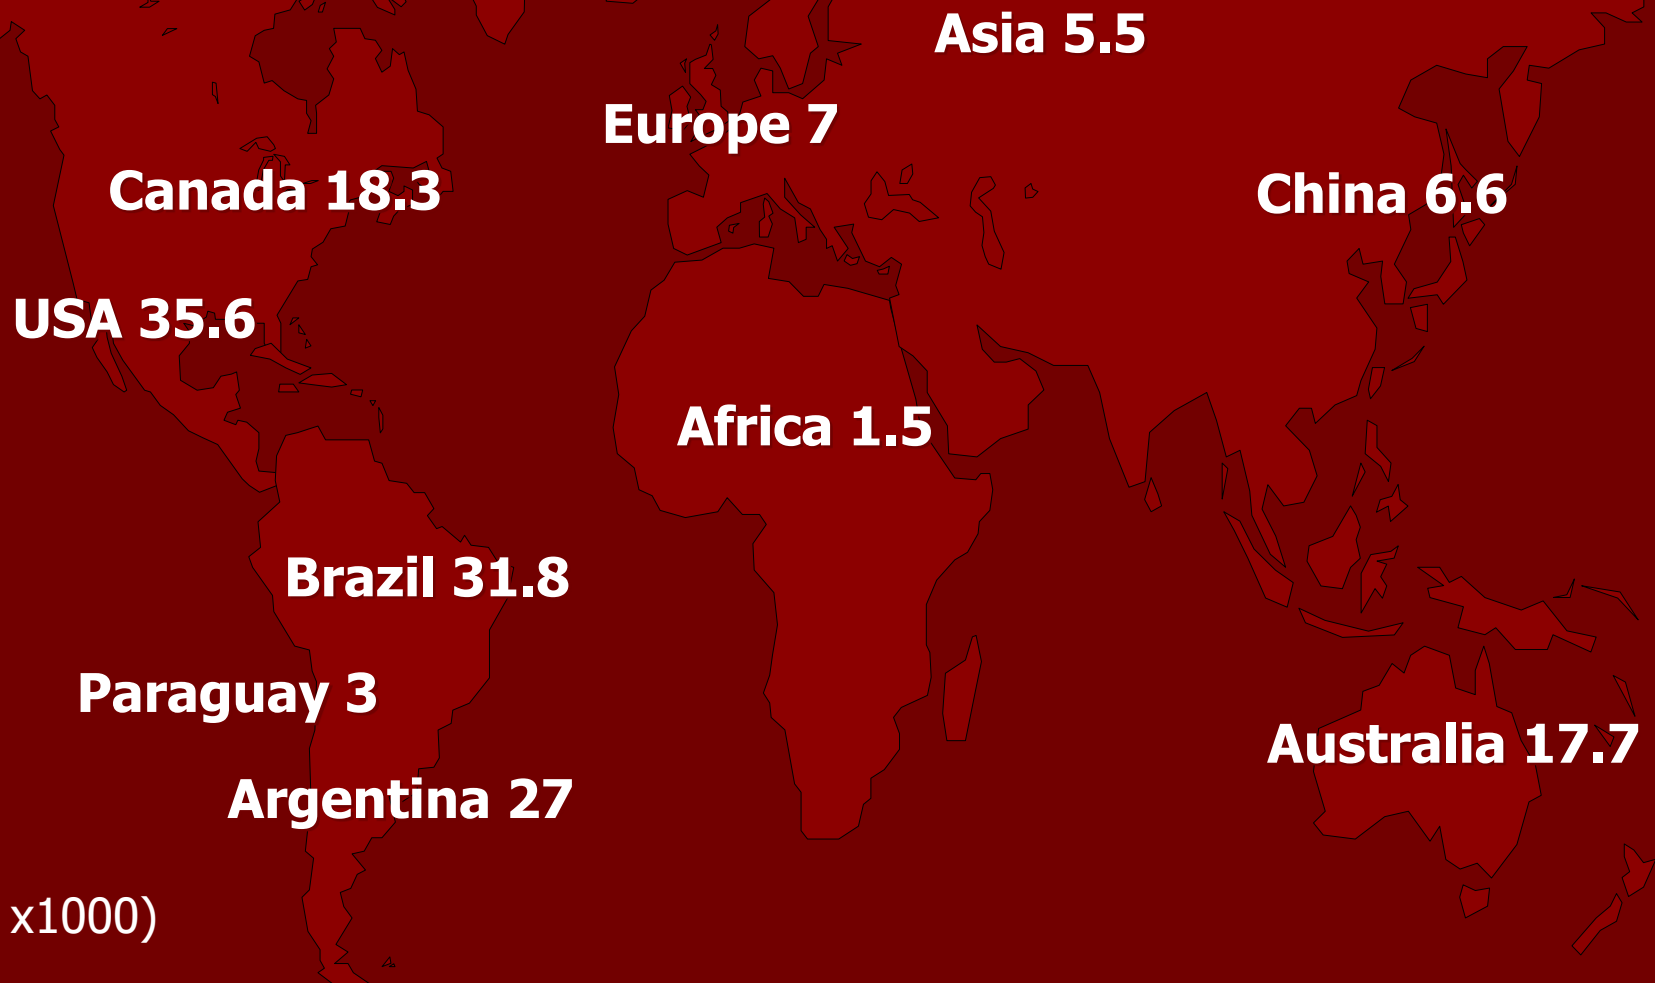 Asia 5.5
Europe 7
Canada 18.3
China 6.6
USA 35.6
Africa 1.5
Brazil 31.8
Paraguay 3
Australia 17.7
Argentina 27
x1000)